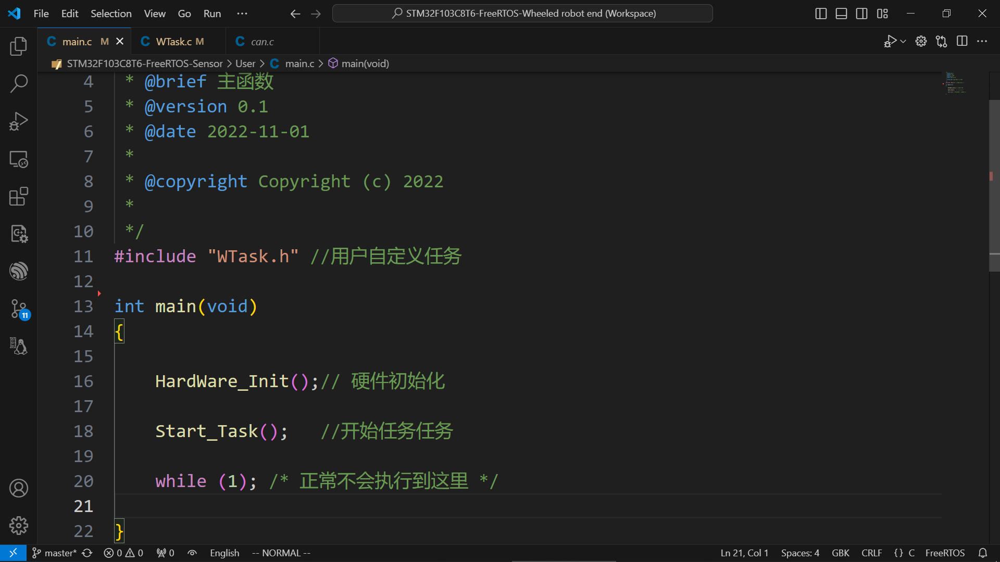 File Edit Selection View Go Run ···
STM32F103C8T6-FreeRTOS-Wheeled robot end (Workspace)
main.c M
WTask.c M
can.c
STM32F103C8T6-FreeRTOS-Sensor > User > C main.c > main(void)
4 * @brief 主函数
5 * @version 0.1
6 * @date 2022-11-01
7 *
8 * @copyright Copyright (c) 2022
9 *
10 */
11 #include "WTask.h" //用户自定义任务
12
13 int main(void)
14 {
15
16 HardWare_Init();// 硬件初始化
17
18 Start_Task(); //开始任务任务
19
20 while (1); /* 正常不会执行到这里 */
21
22 }
11
master* 0 0 0 English -- NORMAL -- Ln 21, Col 1 Spaces: 4 GBK CRLF {} C FreeRTOS